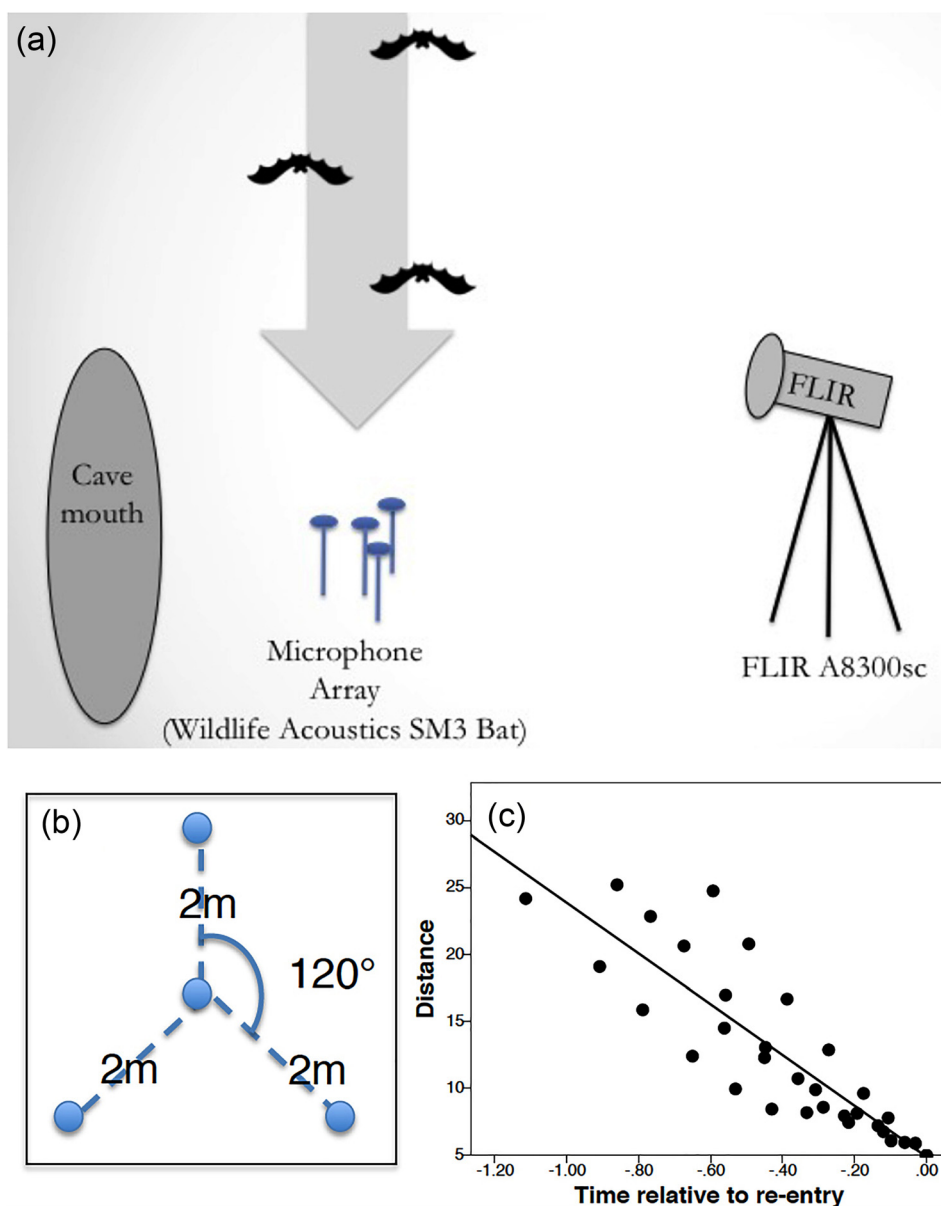 (a)
FLIR
Cave
mouth
Microphone
Array
(Wildlife Acoustics SM3 Bat)
FLIR A8300sc
(b)
2m
120°
2m
2m
(c)
Distance
30
25
20
15
10
5
-1.20
-1.00
-.80
-.60
-.40
-.20
.00
Time relative to re-entry